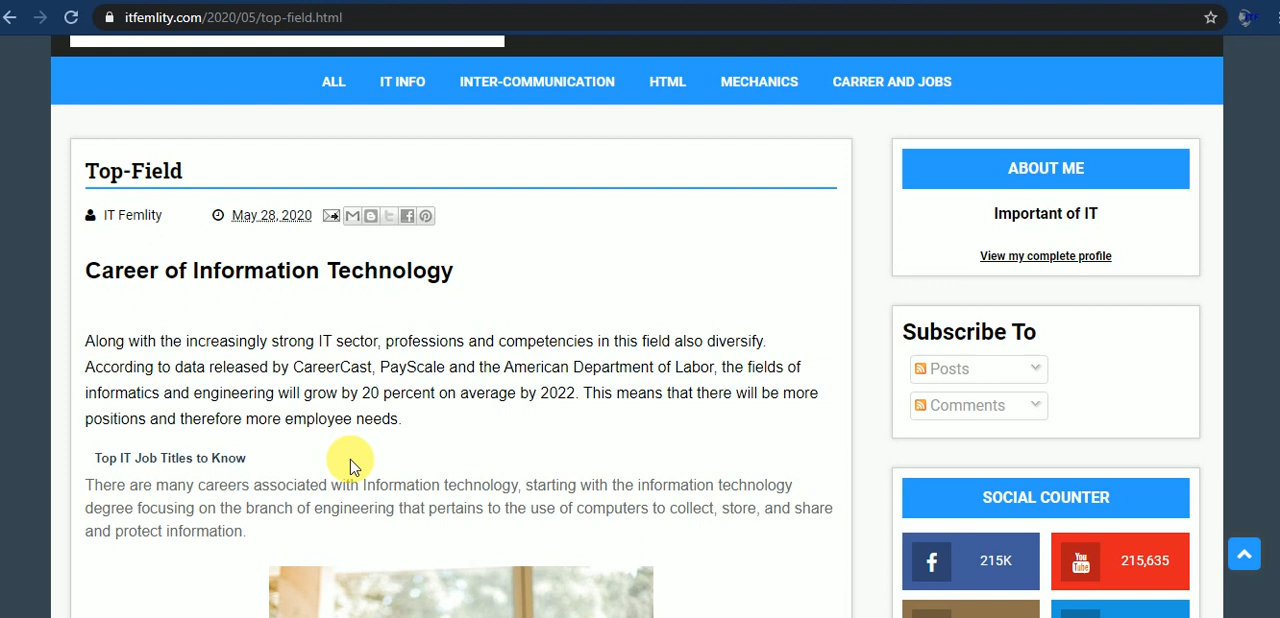 itfemlity.com/2020/05/top-field.html
ALL IT INFO INTER-COMMUNICATION HTML MECHANICS CARRER AND JOBS
Top-Field
IT Femlity May 28, 2020
Career of Information Technology
Along with the increasingly strong IT sector, professions and competencies in this field also diversify.
According to data released by CareerCast, PayScale and the American Department of Labor, the fields of
informatics and engineering will grow by 20 percent on average by 2022. This means that there will be more
positions and therefore more employee needs.
Top IT Job Titles to Know
There are many careers associated with Information technology, starting with the information technology
degree focusing on the branch of engineering that pertains to the use of computers to collect, store, and share
and protect information.
ABOUT ME
Important of IT
View my complete profile
Subscribe To
Posts
Comments
SOCIAL COUNTER
215K
You Tube 215,635